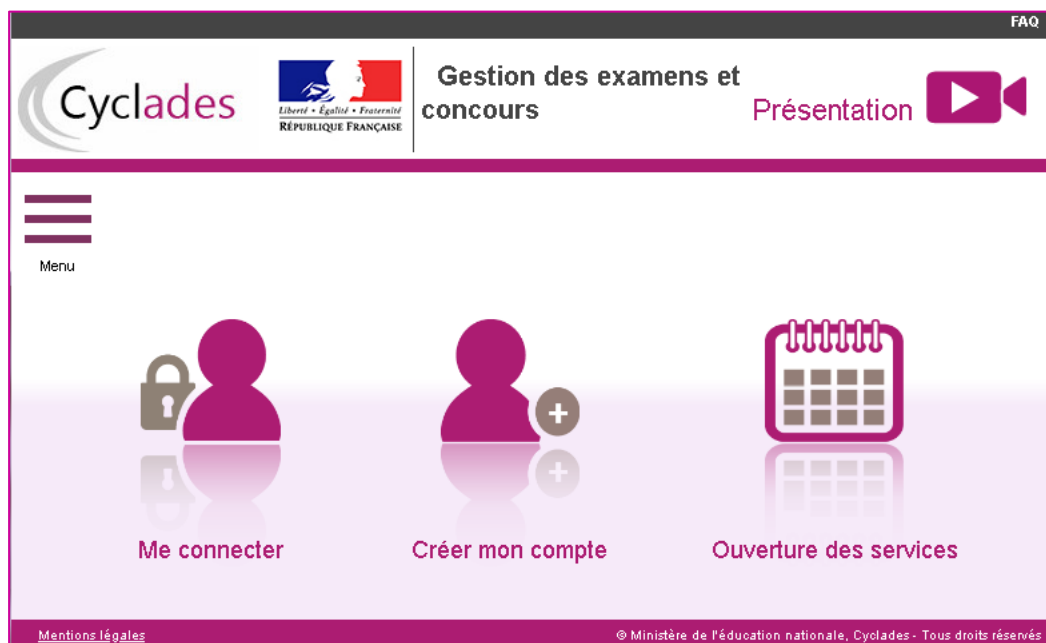 FAQ
Cyclades
Liberté • Égalité • Fraternité
RÉPUBLIQUE FRANÇAISE
Gestion des examens et
concours
Présentation
Menu
Me connecter
Créer mon compte
Ouverture des services
Mentions légales
© Ministère de l'éducation nationale, Cyclades - Tous droits réservés